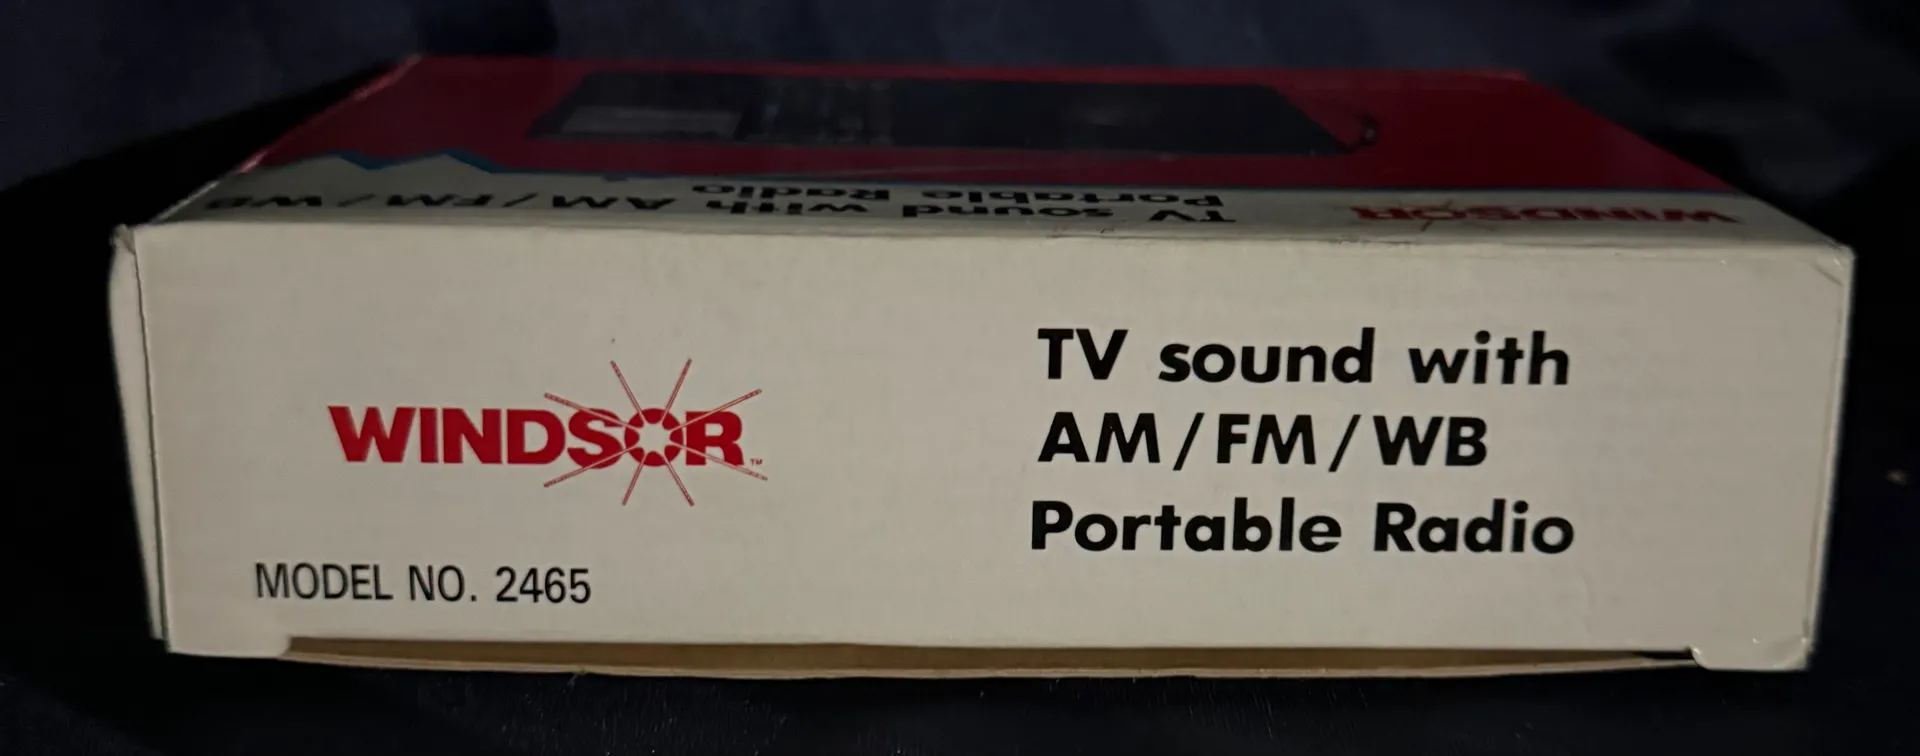 WINDSOR
TV sound with AM/FM/WB
Portable Radio
WINDSOR™
MODEL NO. 2465
TV sound with
AM/FM/WB
Portable Radio